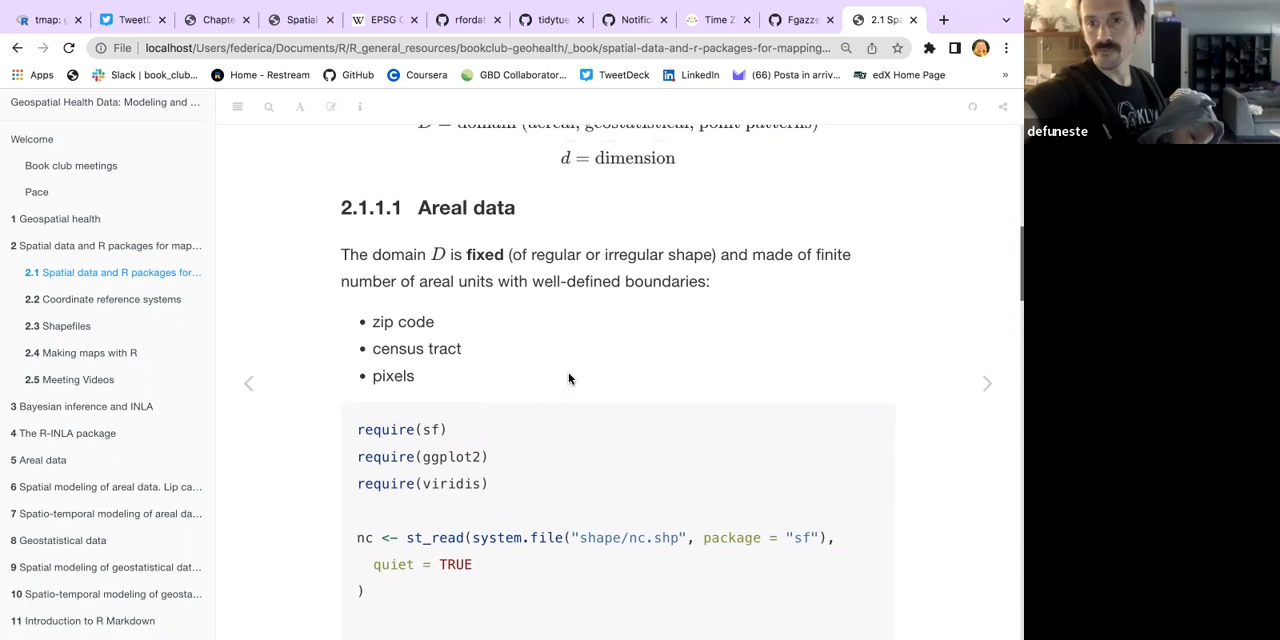 tmap: g
TweetD
Chapte
Spatial
EPSG G
rfordat
tidytue
Notific
Time Z
Fgazze
2.1 Spa
File
localhost/Users/federica/Documents/R/R_general_resources/bookclub-geohealth/_book/spatial-data-and-r-packages-for-mapping...
Apps
Slack | book_club...
Home - Restream
GitHub
Coursera
GBD Collaborator...
TweetDeck
LinkedIn
(66) Posta in arriv...
edX Home Page
»
Geospatial Health Data: Modeling and ...
Welcome
Book club meetings
Pace
1 Geospatial health
2 Spatial data and R packages for map...
2.1 Spatial data and R packages for...
2.2 Coordinate reference systems
2.3 Shapefiles
2.4 Making maps with R
2.5 Meeting Videos
3 Bayesian inference and INLA
4 The R-INLA package
5 Areal data
6 Spatial modeling of areal data. Lip ca...
7 Spatio-temporal modeling of areal da...
8 Geostatistical data
9 Spatial modeling of geostatistical dat...
10 Spatio-temporal modeling of geosta...
11 Introduction to R Markdown
D = domain (aereal, geostatistical, point patterns)
d = dimension
2.1.1.1 Areal data
The domain D is fixed (of regular or irregular shape) and made of finite
number of areal units with well-defined boundaries:
• zip code
• census tract
• pixels
require(sf)
require(ggplot2)
require(viridis)
nc <- st_read(system.file("shape/nc.shp", package = "sf"),
quiet = TRUE
)
defuneste